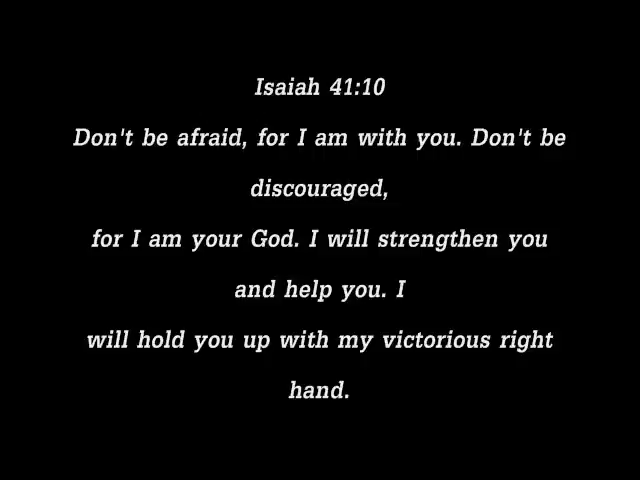 Isaiah 41:10
Don't be afraid, for I am with you. Don't be
discouraged,
for I am your God. I will strengthen you
and help you. I
will hold you up with my victorious right
hand.